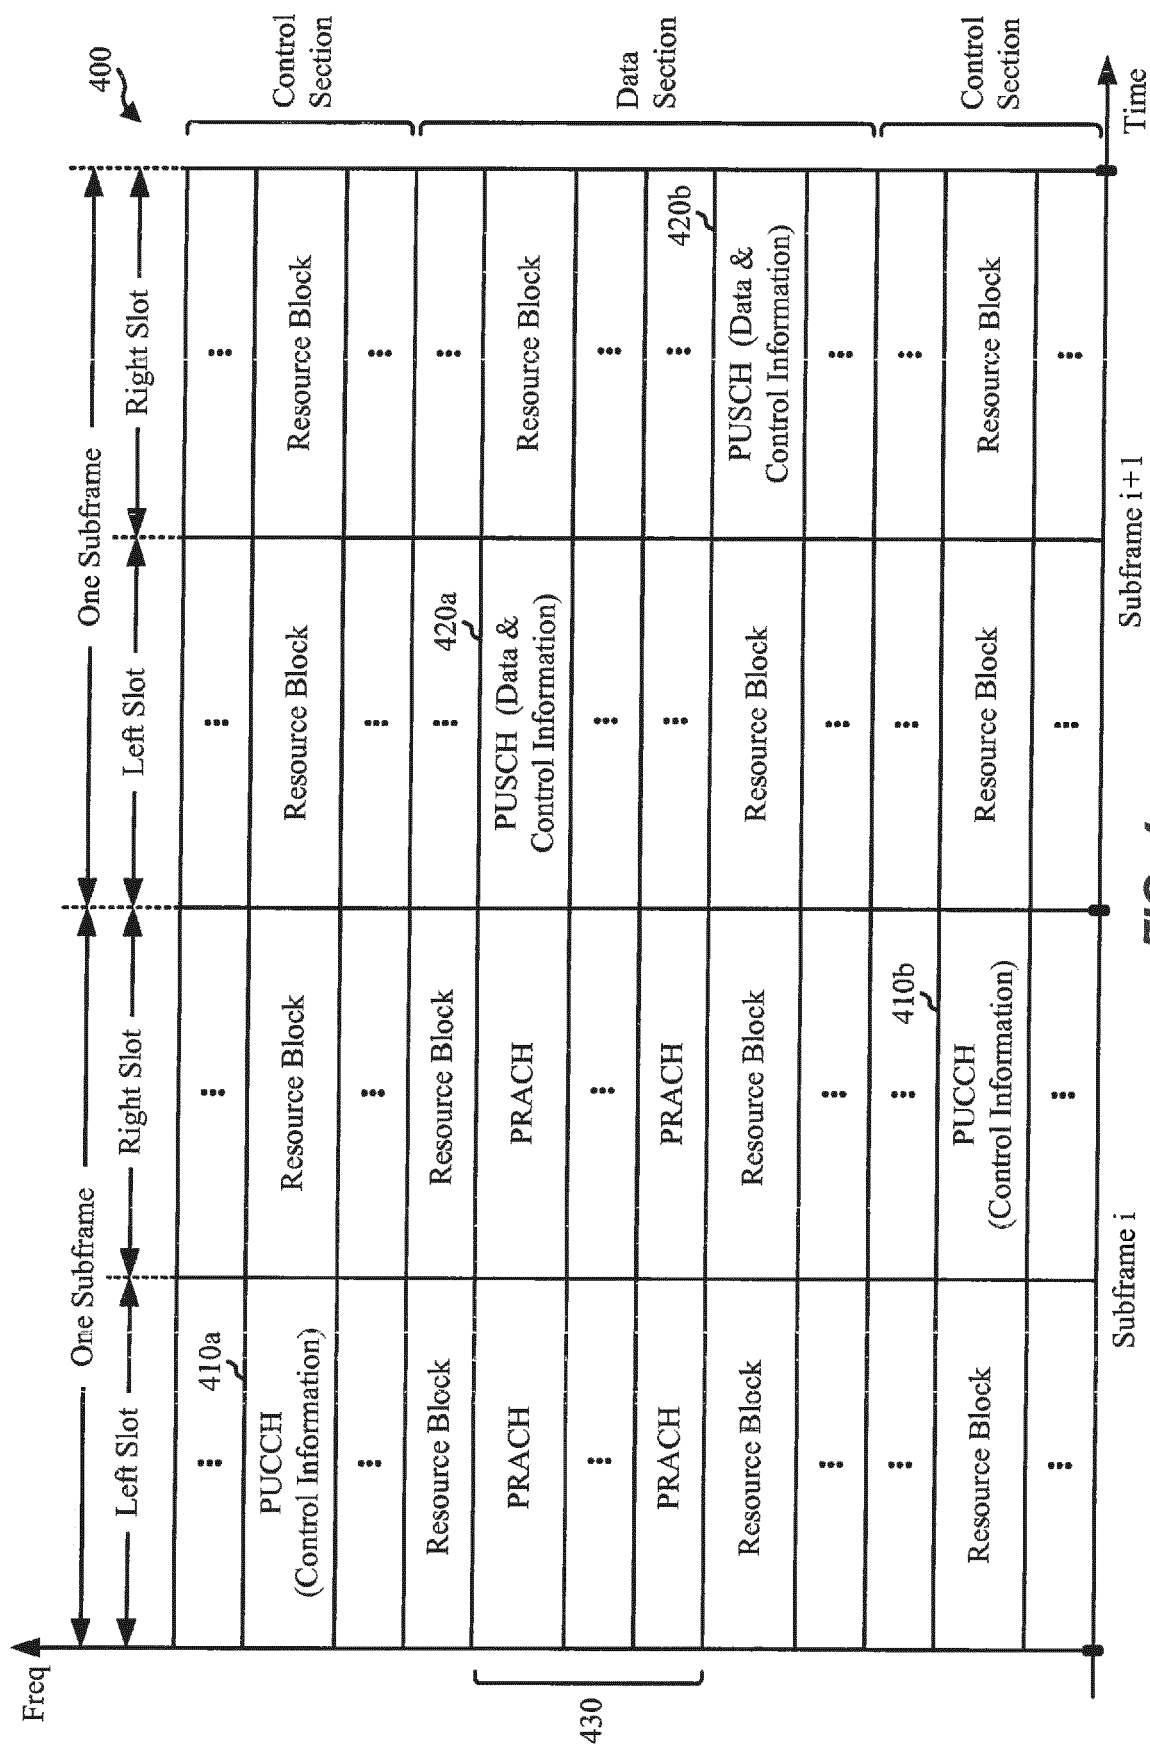 400
One Subframe
One Subframe
Left Slot
Right Slot
Left Slot
Right Slot
Freq
...
...
...
...
Control
Section
410a
PUCCH
(Control Information)
Resource Block
Resource Block
Resource Block
...
...
...
...
Resource Block
Resource Block
...
...
Data
Section
420a
PRACH
PRACH
PUSCH (Data &
Control Information)
Resource Block
430
...
...
...
...
PRACH
PRACH
...
...
420b
Resource Block
Resource Block
Resource Block
PUSCH (Data &
Control Information)
...
...
...
...
...
...
...
...
Control
Section
410b
Resource Block
PUCCH
(Control Information)
Resource Block
Resource Block
...
...
...
...
Time
Subframe i
Subframe i+1